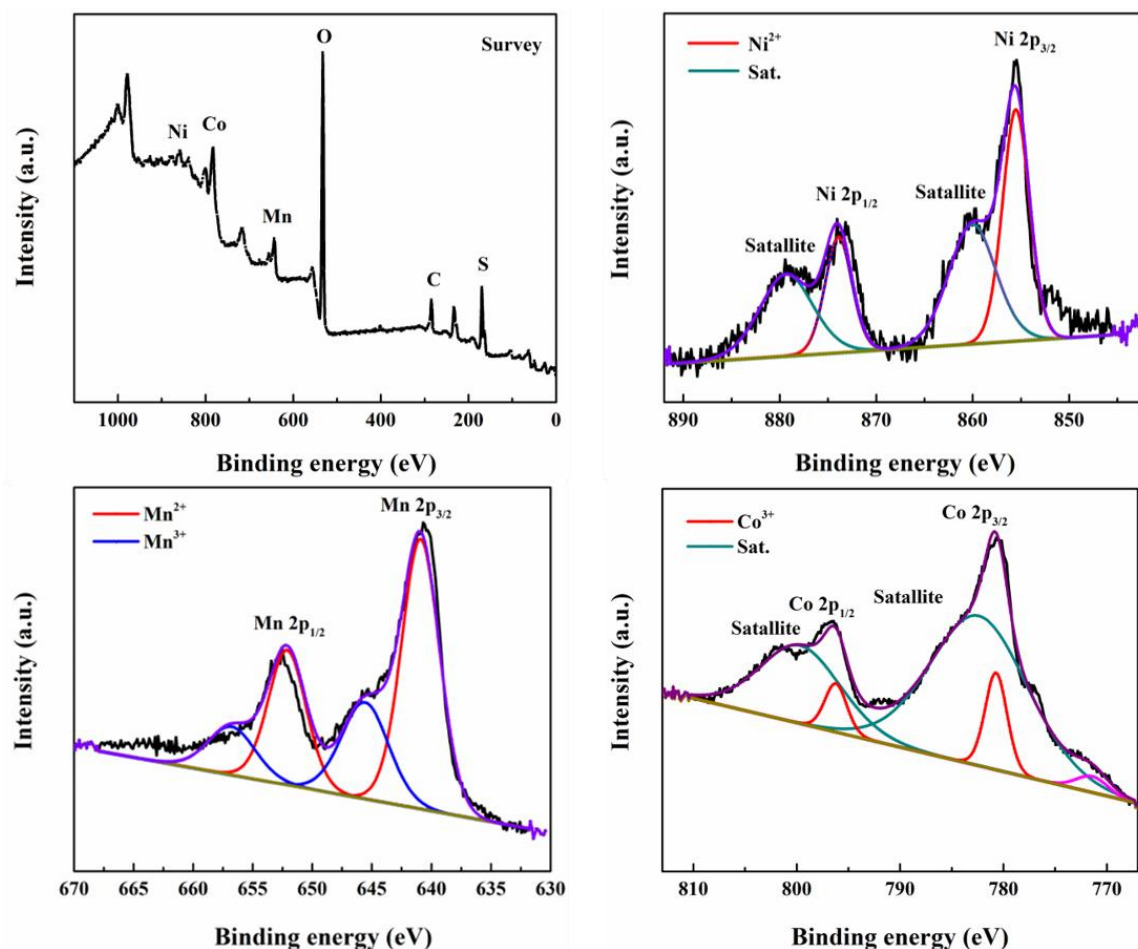 Survey
O
Ni
Co
Mn
C
S
Intensity (a.u.)
1000 800 600 400 200 0
Binding energy (eV)
Ni²⁺
Sat.
Ni 2p₃/₂
Satallite
Ni 2p₁/₂
Satallite
Intensity (a.u.)
890 880 870 860 850
Binding energy (eV)
Mn²⁺
Mn³⁺
Mn 2p₃/₂
Mn 2p₁/₂
Intensity (a.u.)
670 665 660 655 650 645 640 635 630
Binding energy (eV)
Co³⁺
Sat.
Co 2p₃/₂
Satallite
Co 2p₁/₂
Satallite
Intensity (a.u.)
810 800 790 780 770
Binding energy (eV)